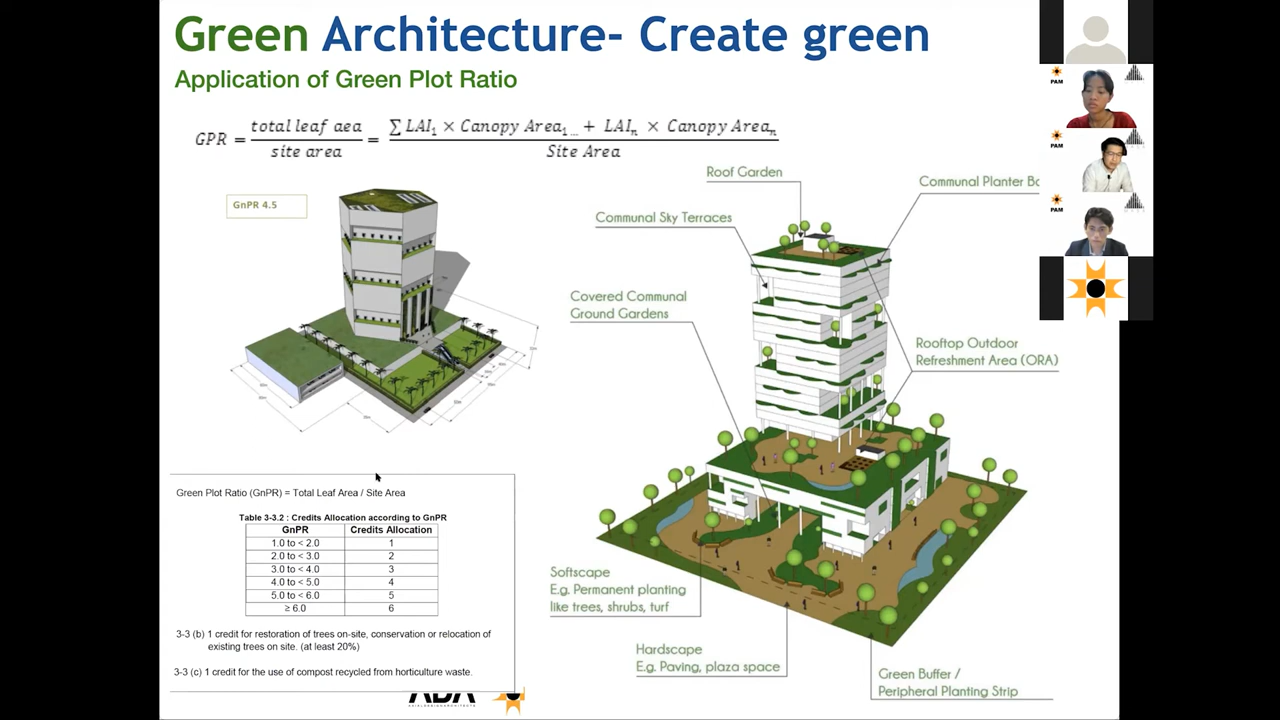 Green Architecture- Create green
Application of Green Plot Ratio
GPR = total leaf aea / site area = ∑ LAI₁ × Canopy Area₁ ... + LAIₙ × Canopy Areaₙ / Site Area
GnPR 4.5
Roof Garden
Communal Planter Bo
Communal Sky Terraces
Covered Communal
Ground Gardens
Rooftop Outdoor
Refreshment Area (ORA)
Softscape
E.g. Permanent planting
like trees, shrubs, turf
Hardscape
E.g. Paving, plaza space
Green Buffer /
Peripheral Planting Strip
Green Plot Ratio (GnPR) = Total Leaf Area / Site Area
Table 3-3.2 : Credits Allocation according to GnPR
GnPR Credits Allocation
1.0 to < 2.0 1
2.0 to < 3.0 2
3.0 to < 4.0 3
4.0 to < 5.0 4
5.0 to < 6.0 5
≥ 6.0 6
3-3 (b) 1 credit for restoration of trees on-site, conservation or relocation of
existing trees on site. (at least 20%)
3-3 (c) 1 credit for the use of compost recycled from horticulture waste.
PAM
PAM
PAM